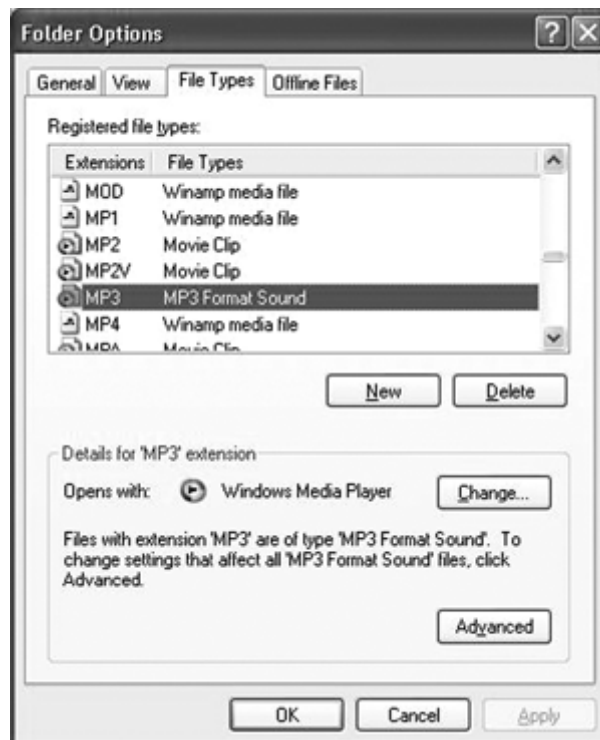 Folder Options
General View File Types Offline Files
Registered file types:
Extensions File Types
MOD Winamp media file
MP1 Winamp media file
MP2 Movie Clip
MP2V Movie Clip
MP3 MP3 Format Sound
MP4 Winamp media file
MPA Movie Clip
New Delete
Details for 'MP3' extension
Opens with: Windows Media Player Change...
Files with extension 'MP3' are of type 'MP3 Format Sound'. To
change settings that affect all 'MP3 Format Sound' files, click
Advanced.
Advanced
OK Cancel Apply